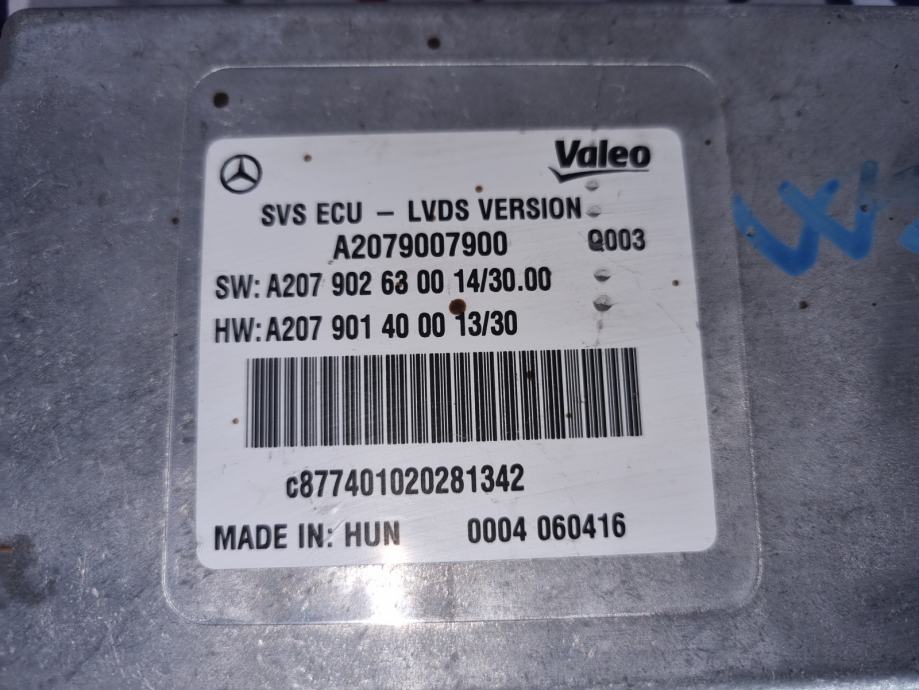 Valeo
SVS ECU – LVDS VERSION
A2079007900 Q003
SW: A207 902 63 00 14/30.00
HW: A207 901 40 00 13/30
c877401020281342
MADE IN: HUN 0004 060416